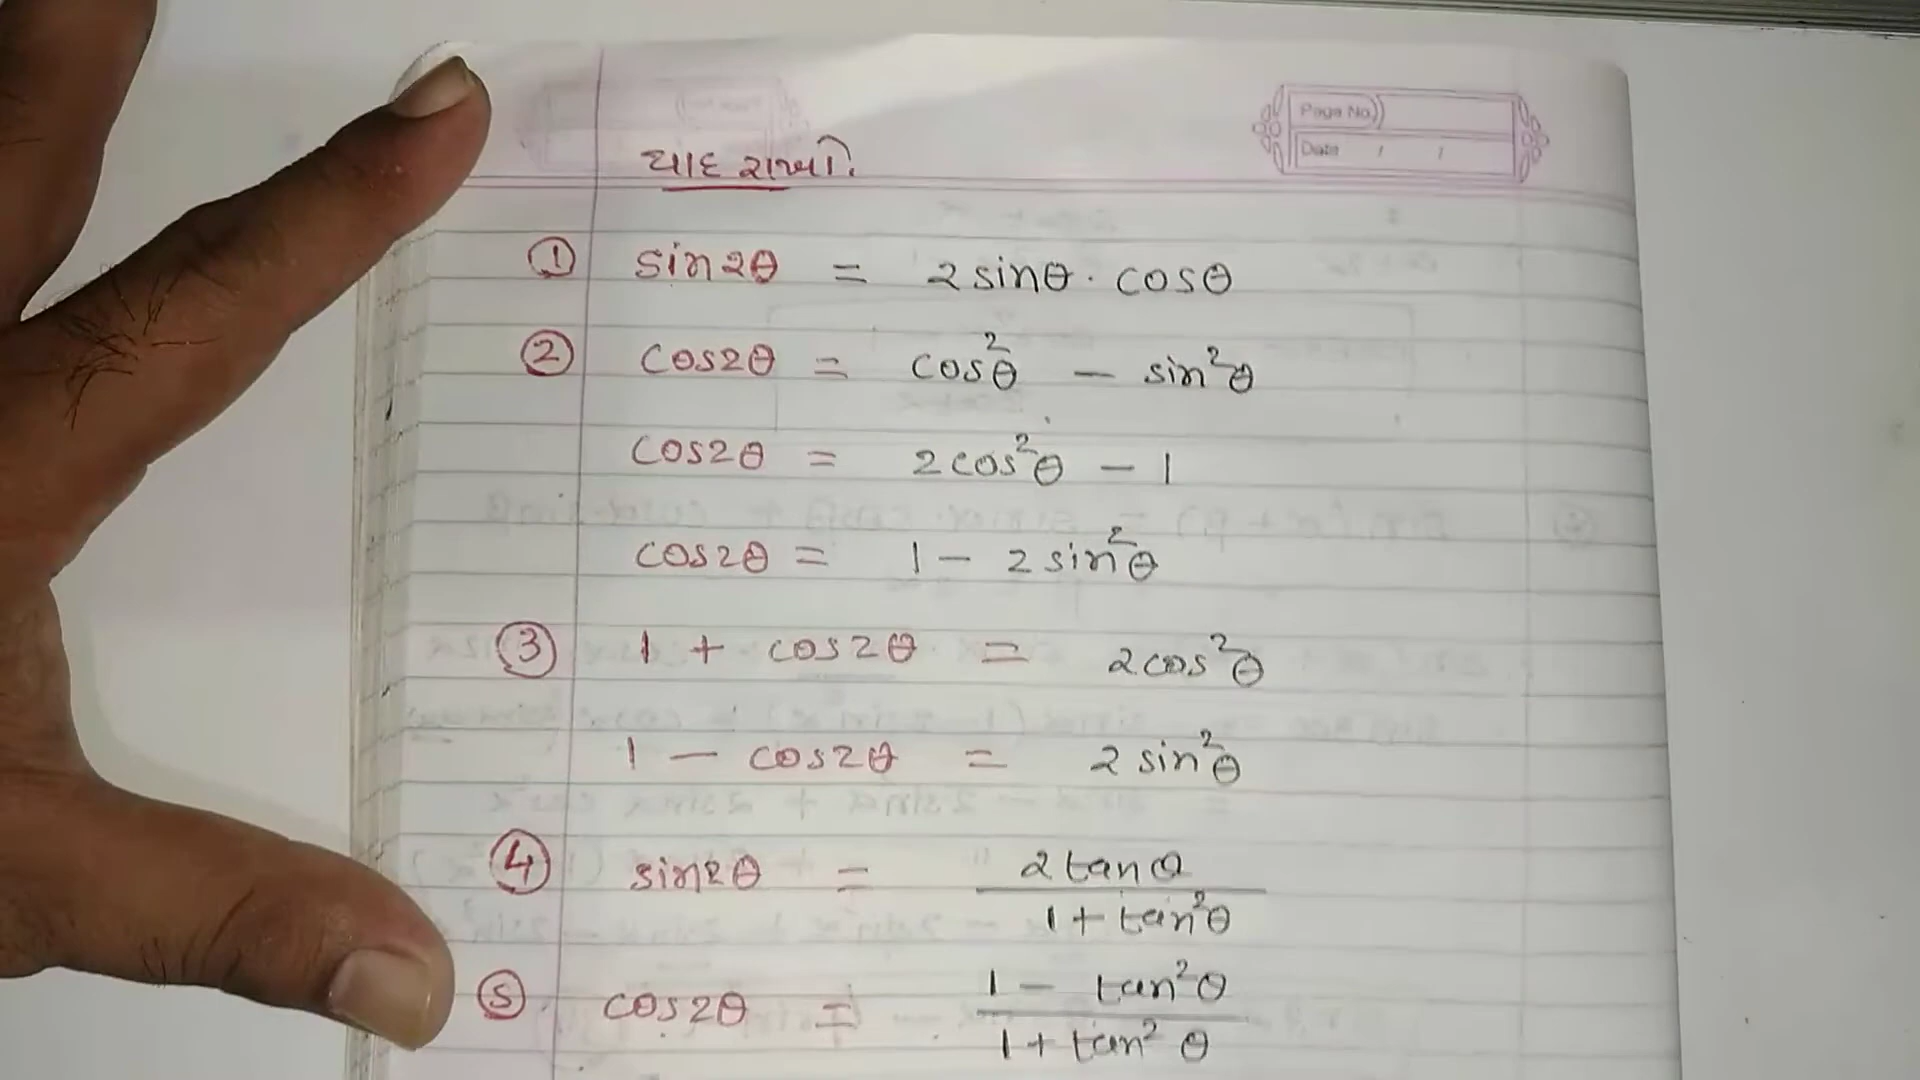 Page No.
Date / /
યાદ રાખો.
① sin2θ = 2sinθ · cosθ
② cos2θ = cos²θ - sin²θ
cos2θ = 2cos²θ - 1
cos2θ = 1 - 2sin²θ
③ 1 + cos2θ = 2cos²θ
1 - cos2θ = 2sin²θ
④ sin2θ = 2tanθ
1 + tan²θ
⑤ cos2θ = 1 - tan²θ
1 + tan²θ